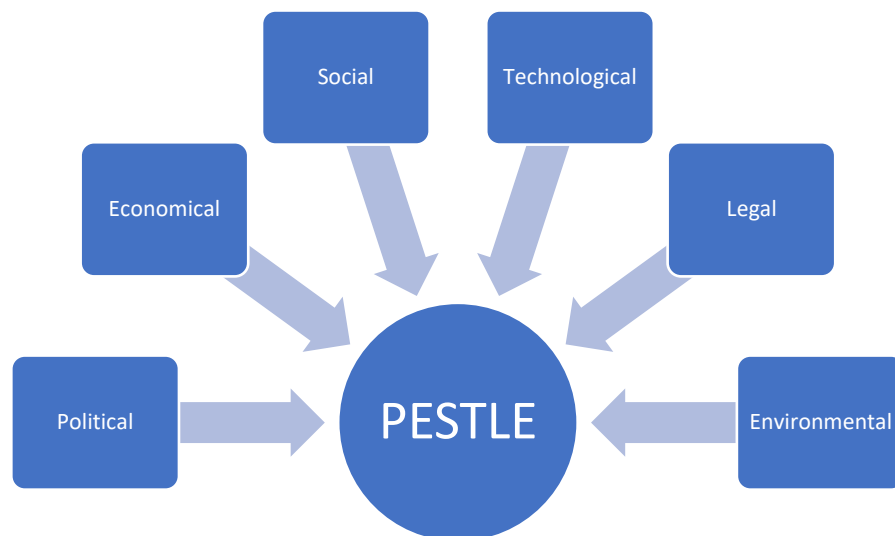 Political
Economical
Social
Technological
Legal
Environmental
PESTLE